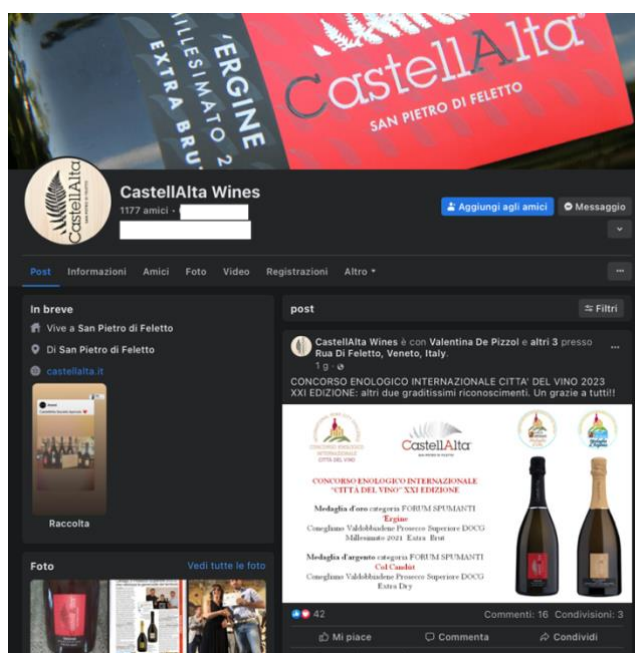 MILLESIMATO 2
EXTRA BRU
'ERGINE
CastellAlta
SAN PIETRO DI FELETTO
CastellAlta
CastellAlta Wines
1177 amici •
Aggiungi agli amici
Messaggio
Post Informazioni Amici Foto Video Registrazioni Altro
In breve
Vive a San Pietro di Feletto
Di San Pietro di Feletto
castellalta.it
Raccolta
Foto
Vedi tutte le foto
post
Filtri
CastellAlta Wines è con Valentina De Pizzol e altri 3 presso
Rua Di Feletto, Veneto, Italy.
1 g ·
CONCORSO ENOLOGICO INTERNAZIONALE CITTA' DEL VINO 2023
XXI EDIZIONE: altri due graditissimi riconoscimenti. Un grazie a tutti!!
CONCORSO ENOLOGICO
INTERNAZIONALE
CITTÀ DEL VINO
CastellAlta
CONCORSO ENOLOGICO INTERNAZIONALE
"CITTÀ DEL VINO" XXI EDIZIONE
Medaglia d'oro categoria FORUM SPUMANTI
'Ergine
Conegliano Valdobbiadene Prosecco Superiore DOCG
Millesimato 2021 Extra Brut
Medaglia d'argento categoria FORUM SPUMANTI
Col Candút
Conegliano Valdobbiadene Prosecco Superiore DOCG
Extra Dry
42
Commenti: 16 Condivisioni: 3
Mi piace
Commenta
Condividi